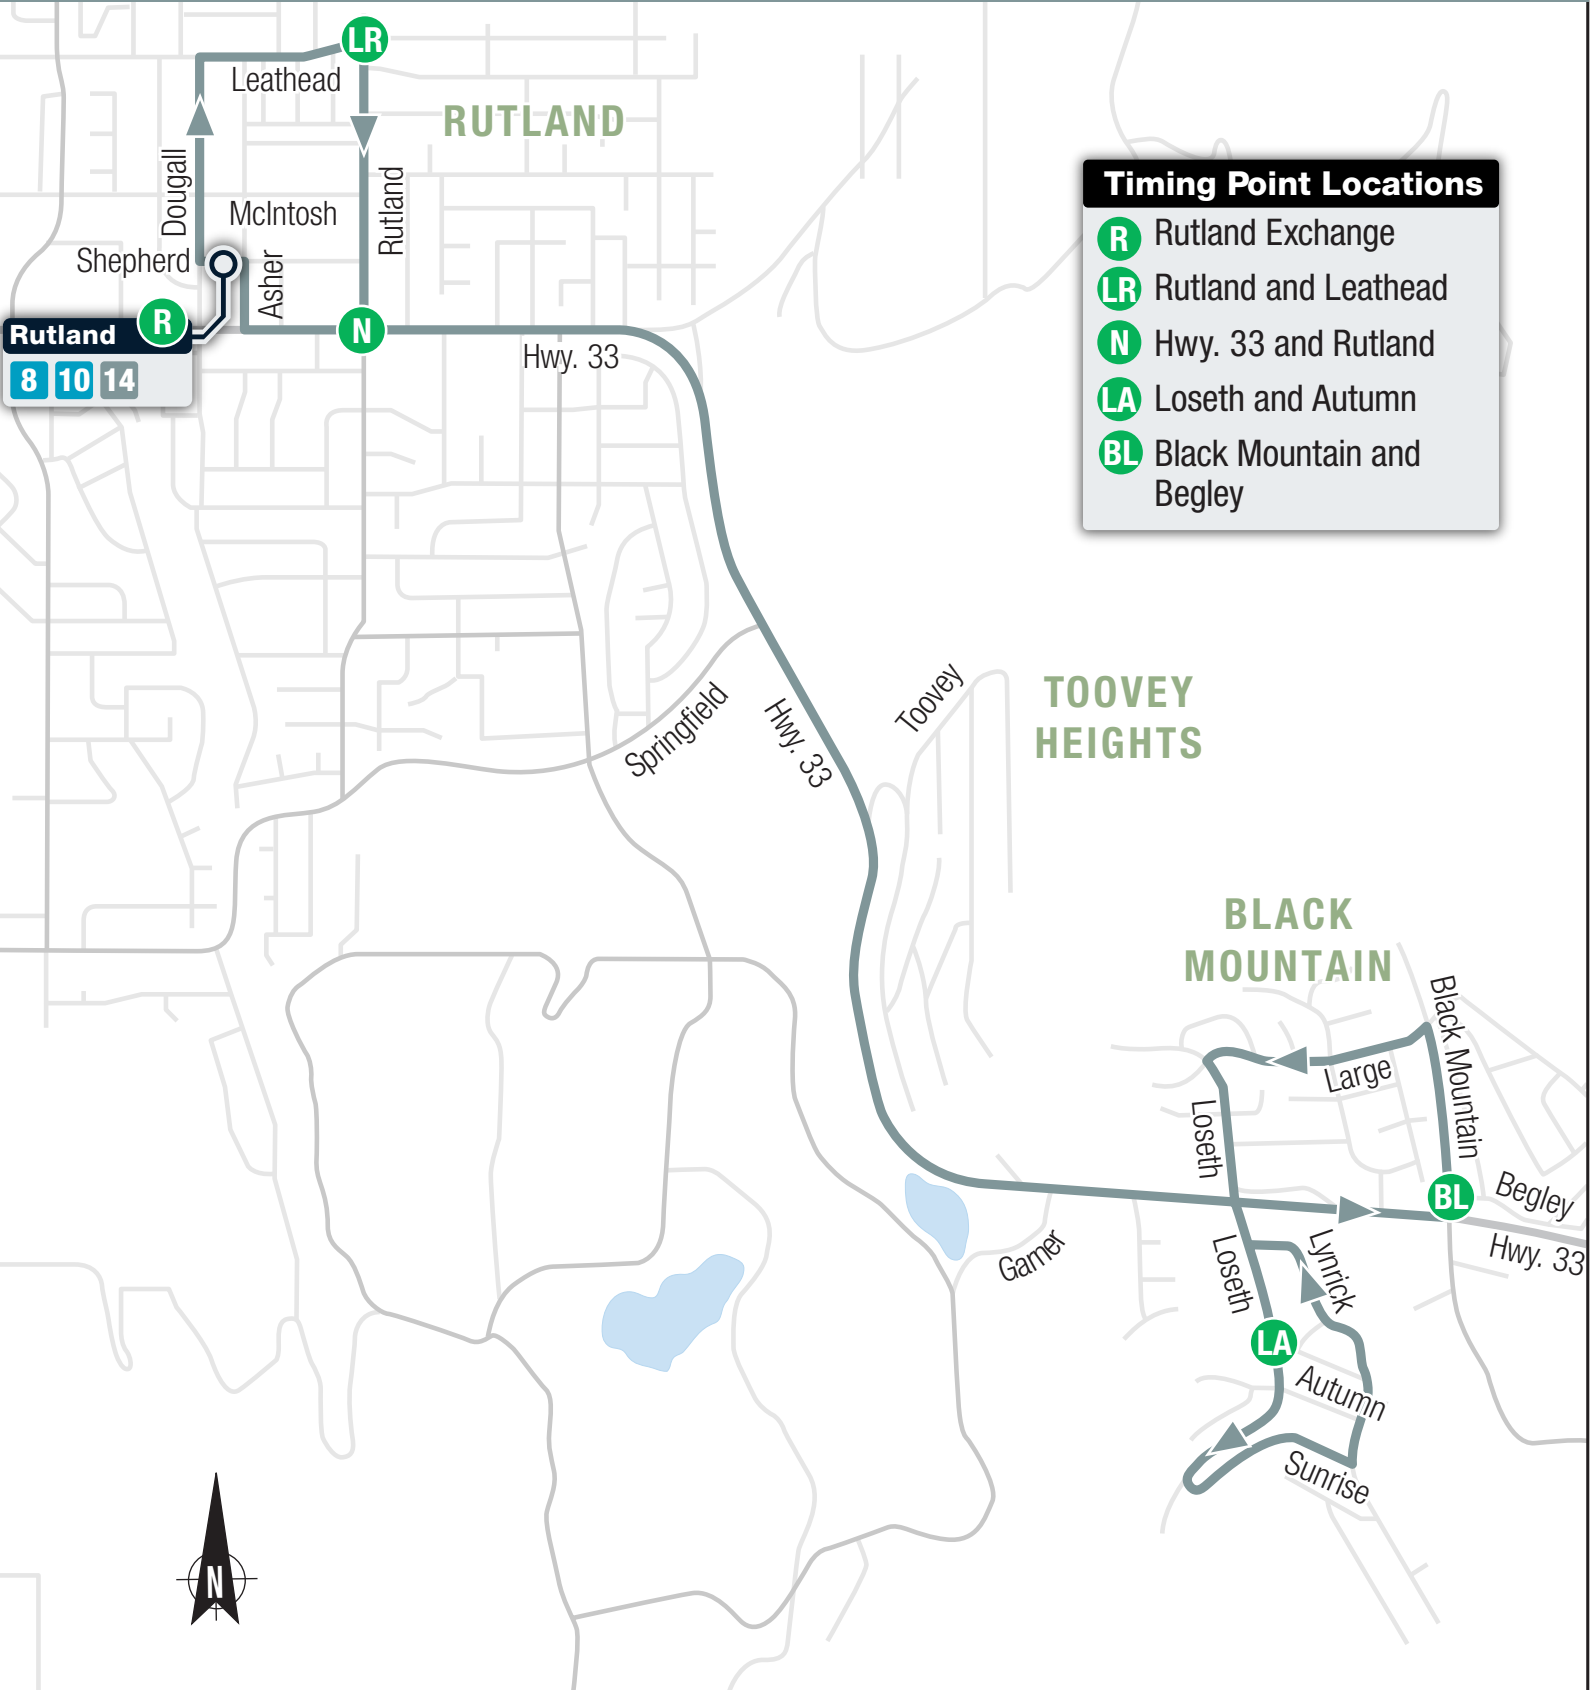 LR
Leathead
RUTLAND
Dougall
McIntosh
Rutland
Shepherd
Asher
R
Rutland
8 10 14
N
Hwy. 33
Timing Point Locations
R Rutland Exchange
LR Rutland and Leathead
N Hwy. 33 and Rutland
LA Loseth and Autumn
BL Black Mountain and
Begley
Springfield
Hwy. 33
Toovey
TOOVEY
HEIGHTS
BLACK
MOUNTAIN
Black Mountain
Large
Loseth
BL
Begley
Hwy. 33
Garner
Loseth
Lynrick
LA
Autumn
Sunrise
N